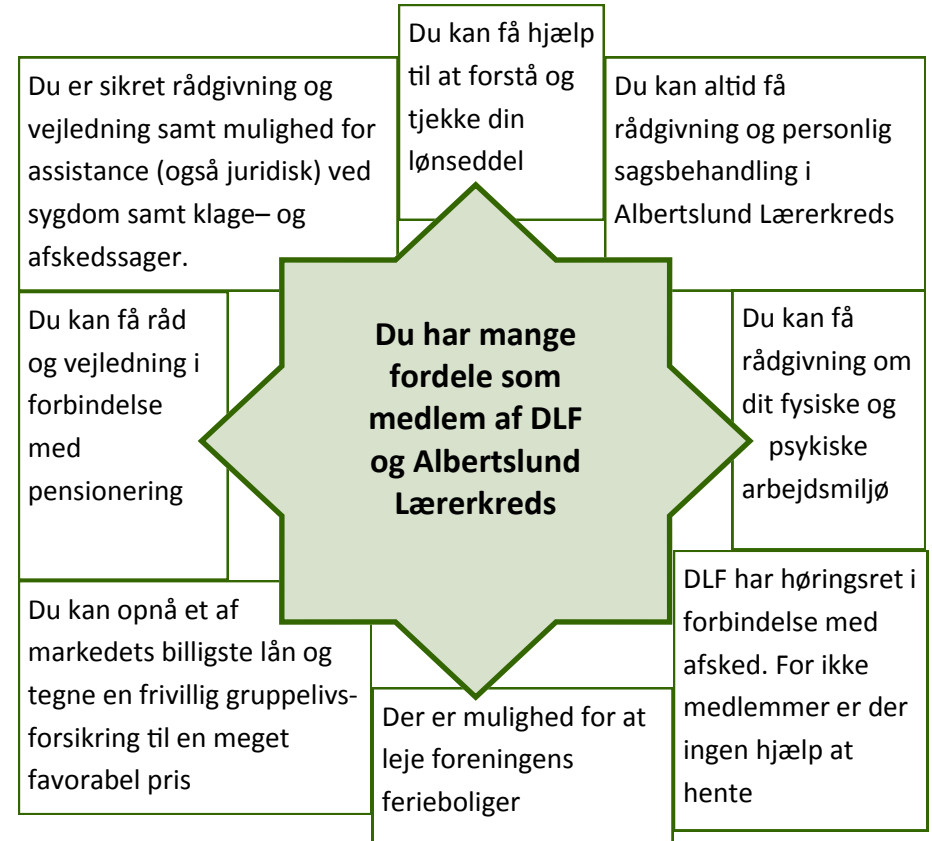 Du kan få hjælp
til at forstå og
tjekke din
lønseddel
Du er sikret rådgivning og
vejledning samt mulighed for
assistance (også juridisk) ved
sygdom samt klage– og
afskedssager.
Du kan altid få
rådgivning og personlig
sagsbehandling i
Albertslund Lærerkreds
Du kan få råd
og vejledning i
forbindelse
med
pensionering
Du har mange
fordele som
medlem af DLF
og Albertslund
Lærerkreds
Du kan få
rådgivning om
dit fysiske og
psykiske
arbejdsmiljø
Du kan opnå et af
markedets billigste lån og
tegne en frivillig gruppelivs-
forsikring til en meget
favorabel pris
Der er mulighed for at
leje foreningens
ferieboliger
DLF har høringsret i
forbindelse med
afsked. For ikke
medlemmer er der
ingen hjælp at
hente